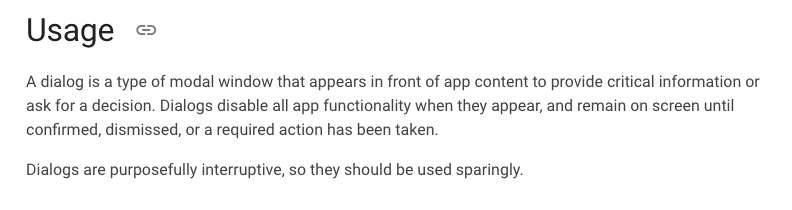 Usage
A dialog is a type of modal window that appears in front of app content to provide critical information or
ask for a decision. Dialogs disable all app functionality when they appear, and remain on screen until
confirmed, dismissed, or a required action has been taken.
Dialogs are purposefully interruptive, so they should be used sparingly.